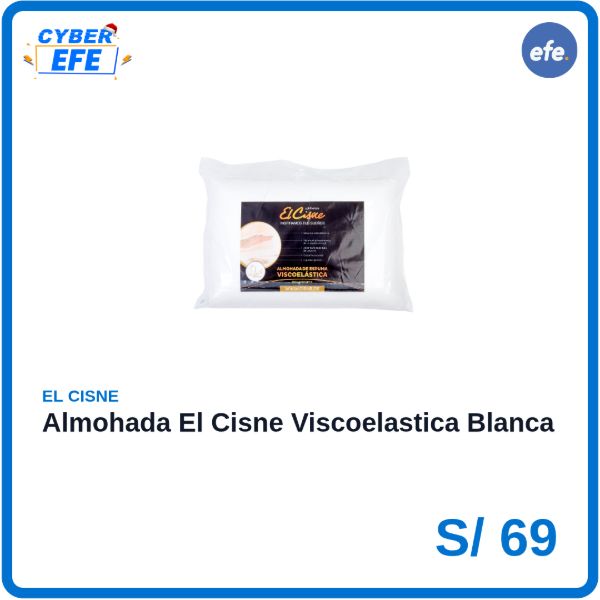 CYBER
EFE
efe.
El Cisne
ALMOHADA DE ESPUMA
VISCOELÁSTICA
EL CISNE
Almohada El Cisne Viscoelastica Blanca
S/ 69